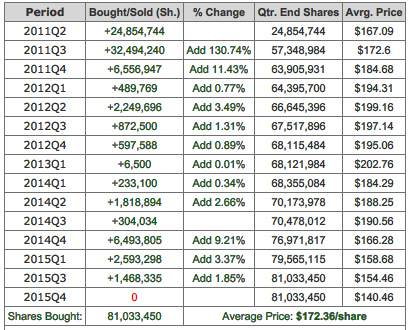 Period Bought/Sold (Sh.) % Change Qtr. End Shares Avrg. Price
2011Q2 +24,854,744 24,854,744 $167.09
2011Q3 +32,494,240 Add 130.74% 57,348,984 $172.6
2011Q4 +6,556,947 Add 11.43% 63,905,931 $184.68
2012Q1 +489,769 Add 0.77% 64,395,700 $194.31
2012Q2 +2,249,696 Add 3.49% 66,645,396 $199.16
2012Q3 +872,500 Add 1.31% 67,517,896 $197.14
2012Q4 +597,588 Add 0.89% 68,115,484 $195.06
2013Q1 +6,500 Add 0.01% 68,121,984 $202.76
2014Q1 +233,100 Add 0.34% 68,355,084 $184.29
2014Q2 +1,818,894 Add 2.66% 70,173,978 $188.25
2014Q3 +304,034 70,478,012 $190.56
2014Q4 +6,493,805 Add 9.21% 76,971,817 $166.28
2015Q1 +2,593,298 Add 3.37% 79,565,115 $158.68
2015Q3 +1,468,335 Add 1.85% 81,033,450 $154.46
2015Q4 0 81,033,450 $140.46
Shares Bought: 81,033,450 Average Price: $172.36/share